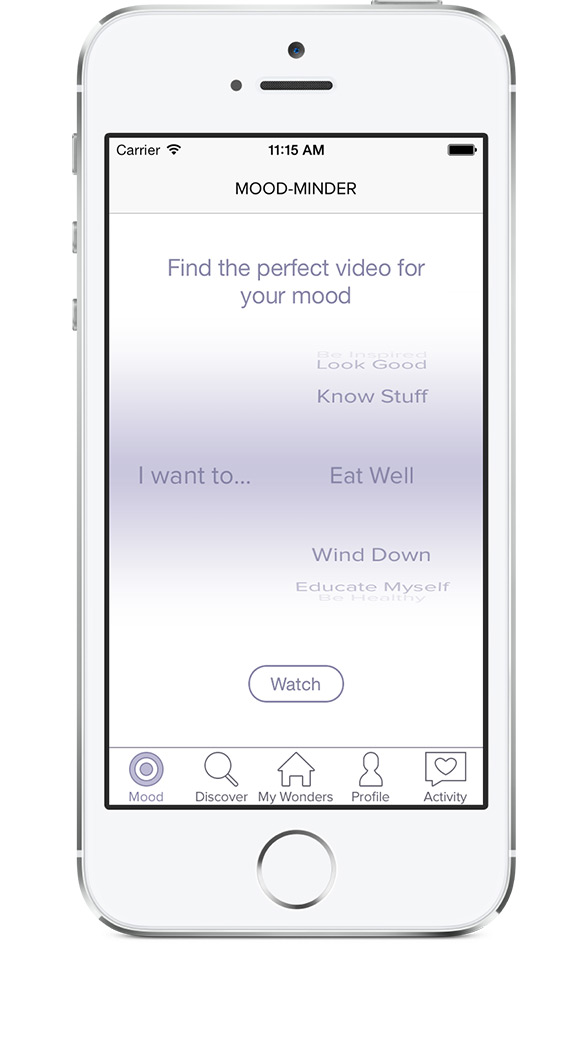 Carrier
11:15 AM
MOOD-MINDER
Find the perfect video for
your mood
Be Inspired
Look Good
Know Stuff
I want to... Eat Well
Wind Down
Educate Myself
Be Healthy
Watch
Mood Discover My Wonders Profile Activity